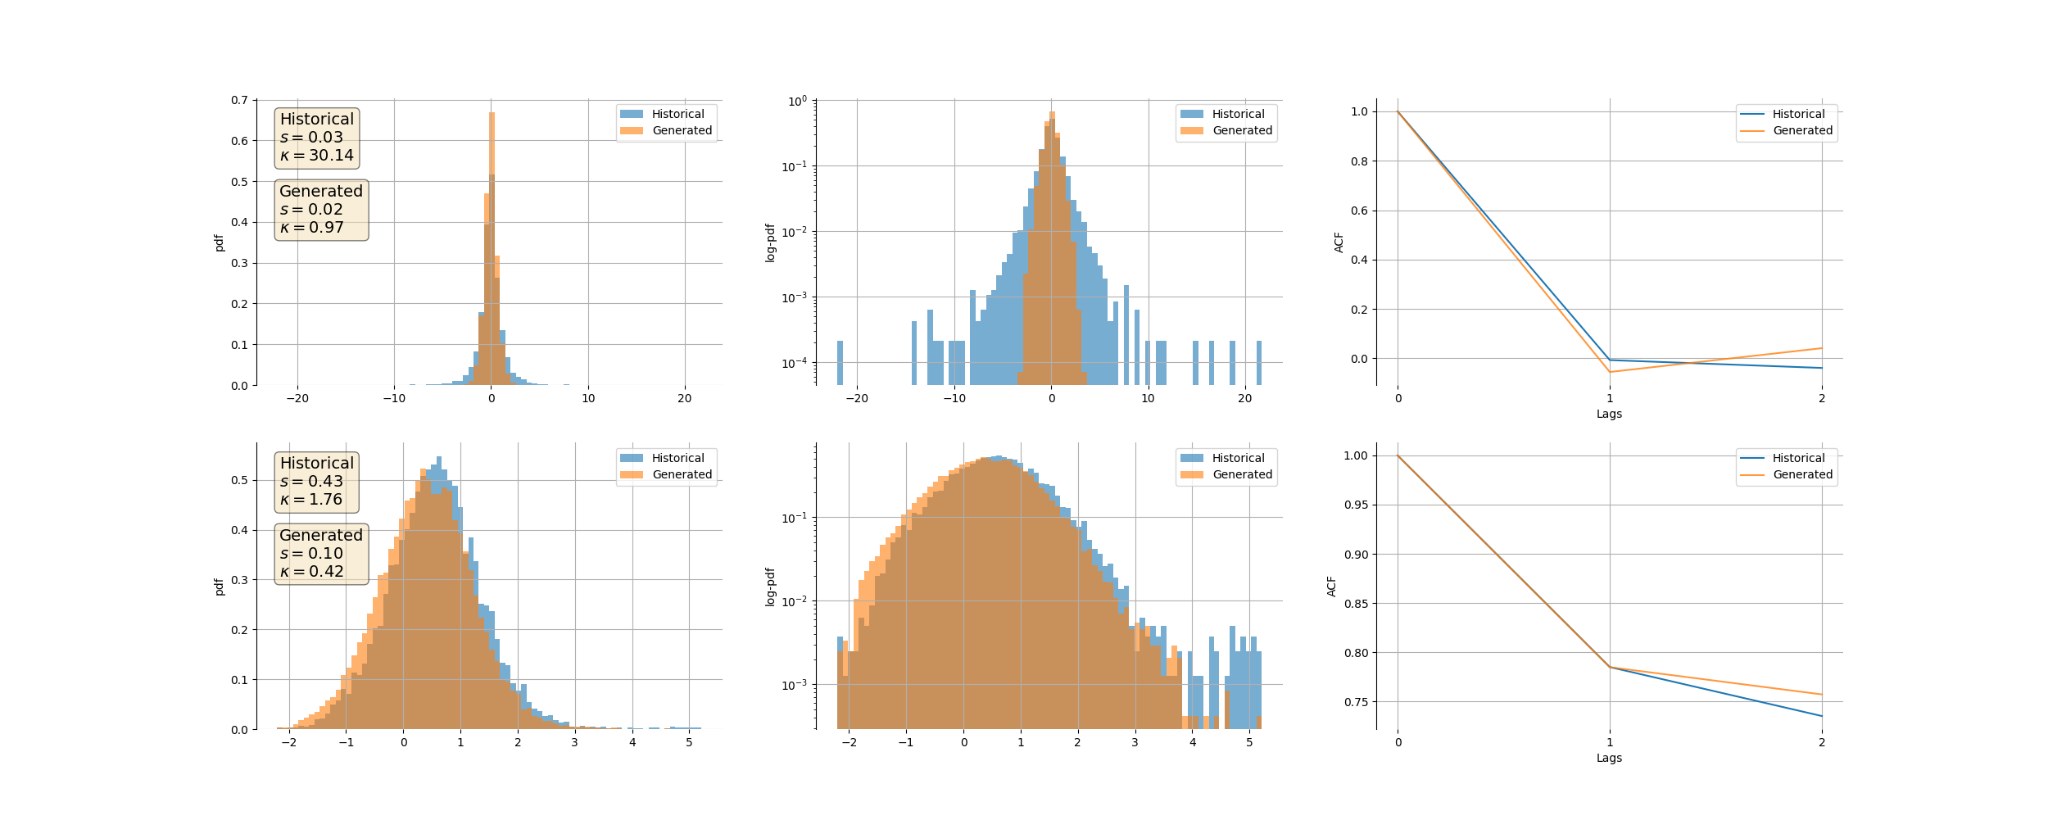 Historical
s = 0.03
κ = 30.14
Generated
s = 0.02
κ = 0.97
Historical
Generated
pdf
0.7
0.6
0.5
0.4
0.3
0.2
0.1
0.0
−20
−10
0
10
20
Historical
Generated
log-pdf
10⁰
10⁻¹
10⁻²
10⁻³
10⁻⁴
−20
−10
0
10
20
Historical
Generated
ACF
1.0
0.8
0.6
0.4
0.2
0.0
0
1
2
Lags
Historical
s = 0.43
κ = 1.76
Generated
s = 0.10
κ = 0.42
Historical
Generated
pdf
0.5
0.4
0.3
0.2
0.1
0.0
−2
−1
0
1
2
3
4
5
Historical
Generated
log-pdf
10⁻¹
10⁻²
10⁻³
−2
−1
0
1
2
3
4
5
Historical
Generated
ACF
1.00
0.95
0.90
0.85
0.80
0.75
0
1
2
Lags